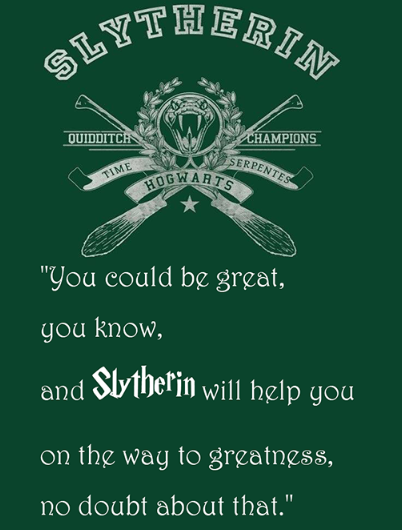 SLYTHERIN
QUIDDITCH CHAMPIONS
TIME SERPENTES
HOGWARTS
"You could be great,
you know,
and Slytherin will help you
on the way to greatness,
no doubt about that."